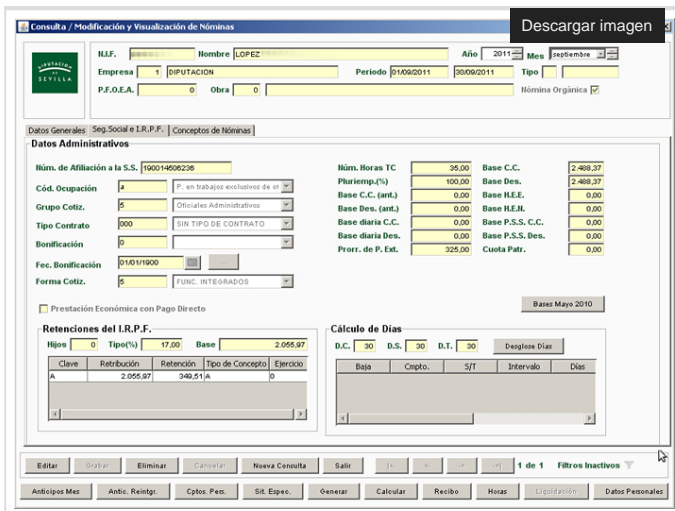 Consulta / Modificación y Visualización de Nóminas
Descargar imagen
DIPUTACION DE SEVILLA
N.I.F. Nombre LOPEZ Año 2011 Mes septiembre
Empresa 1 DIPUTACION Periodo 01/09/2011 30/09/2011 Tipo
P.F.O.E.A. 0 Obra 0 Nómina Orgánica
Datos Generales Seg.Social e I.R.P.F. Conceptos de Nóminas
Datos Administrativos
Núm. de Afiliación a la S.S. 190014506236 Núm. Horas TC 35,00 Base C.C. 2.488,37
Cód. Ocupación a P. en trabajos exclusivos de of Pluriemp.(%) 100,00 Base Des. 2.488,37
Base C.C. (ant.) 0,00 Base H.E.E. 0,00
Grupo Cotiz. 5 Oficiales Administrativos Base Des. (ant.) 0,00 Base H.E.N. 0,00
Tipo Contrato 000 SIN TIPO DE CONTRATO Base diaria C.C. 0,00 Base P.S.S. C.C. 0,00
Base diaria Des. 0,00 Base P.S.S. Des. 0,00
Bonificación 0 Prorr. de P. Ext. 325,00 Cuota Patr. 0,00
Fec. Bonificación 01/01/1900 ...
Forma Cotiz. 5 FUNC. INTEGRADOS
Prestación Económica con Pago Directo Bases Mayo 2010
Retenciones del I.R.P.F. Cálculo de Días
Hijos 0 Tipo(%) 17,00 Base 2.055,97 D.C. 30 D.S. 30 D.T. 30 Desglose Días
Clave Retribución Retención Tipo de Concepto Ejercicio Baja Cmpto. S/T Intervalo Días
A 2.055,97 349,51 A 0
Editar Grabar Eliminar Cancelar Nueva Consulta Salir |<- <- -> ->| 1 de 1 Filtros Inactivos
Anticipos Mes Antic. Reintgr. Cptos. Pers. Sit. Espec. Generar Calcular Recibo Horas Liquidación Datos Personales